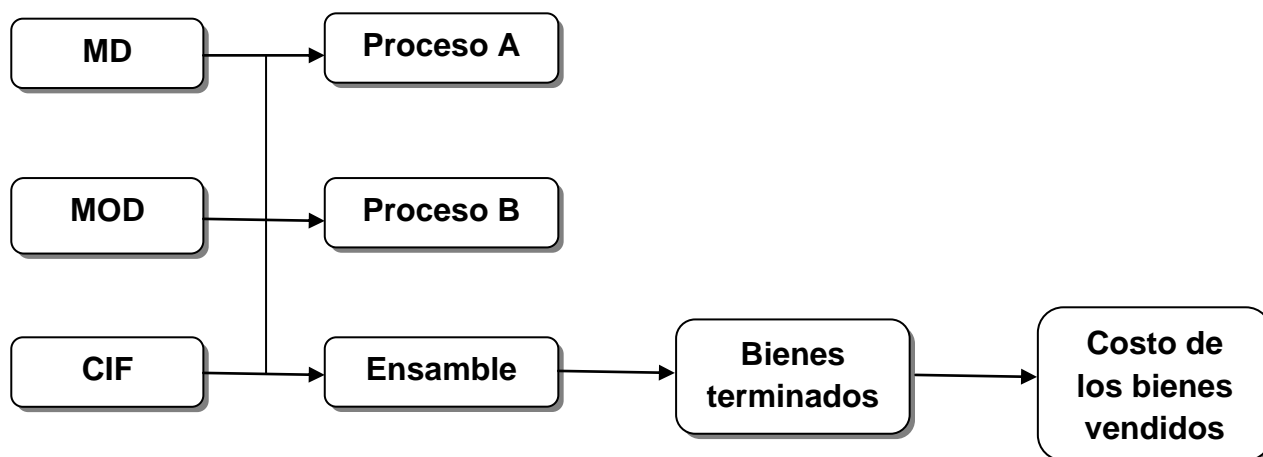 MD
Proceso A
MOD
Proceso B
CIF
Ensamble
Bienes
terminados
Costo de
los bienes
vendidos